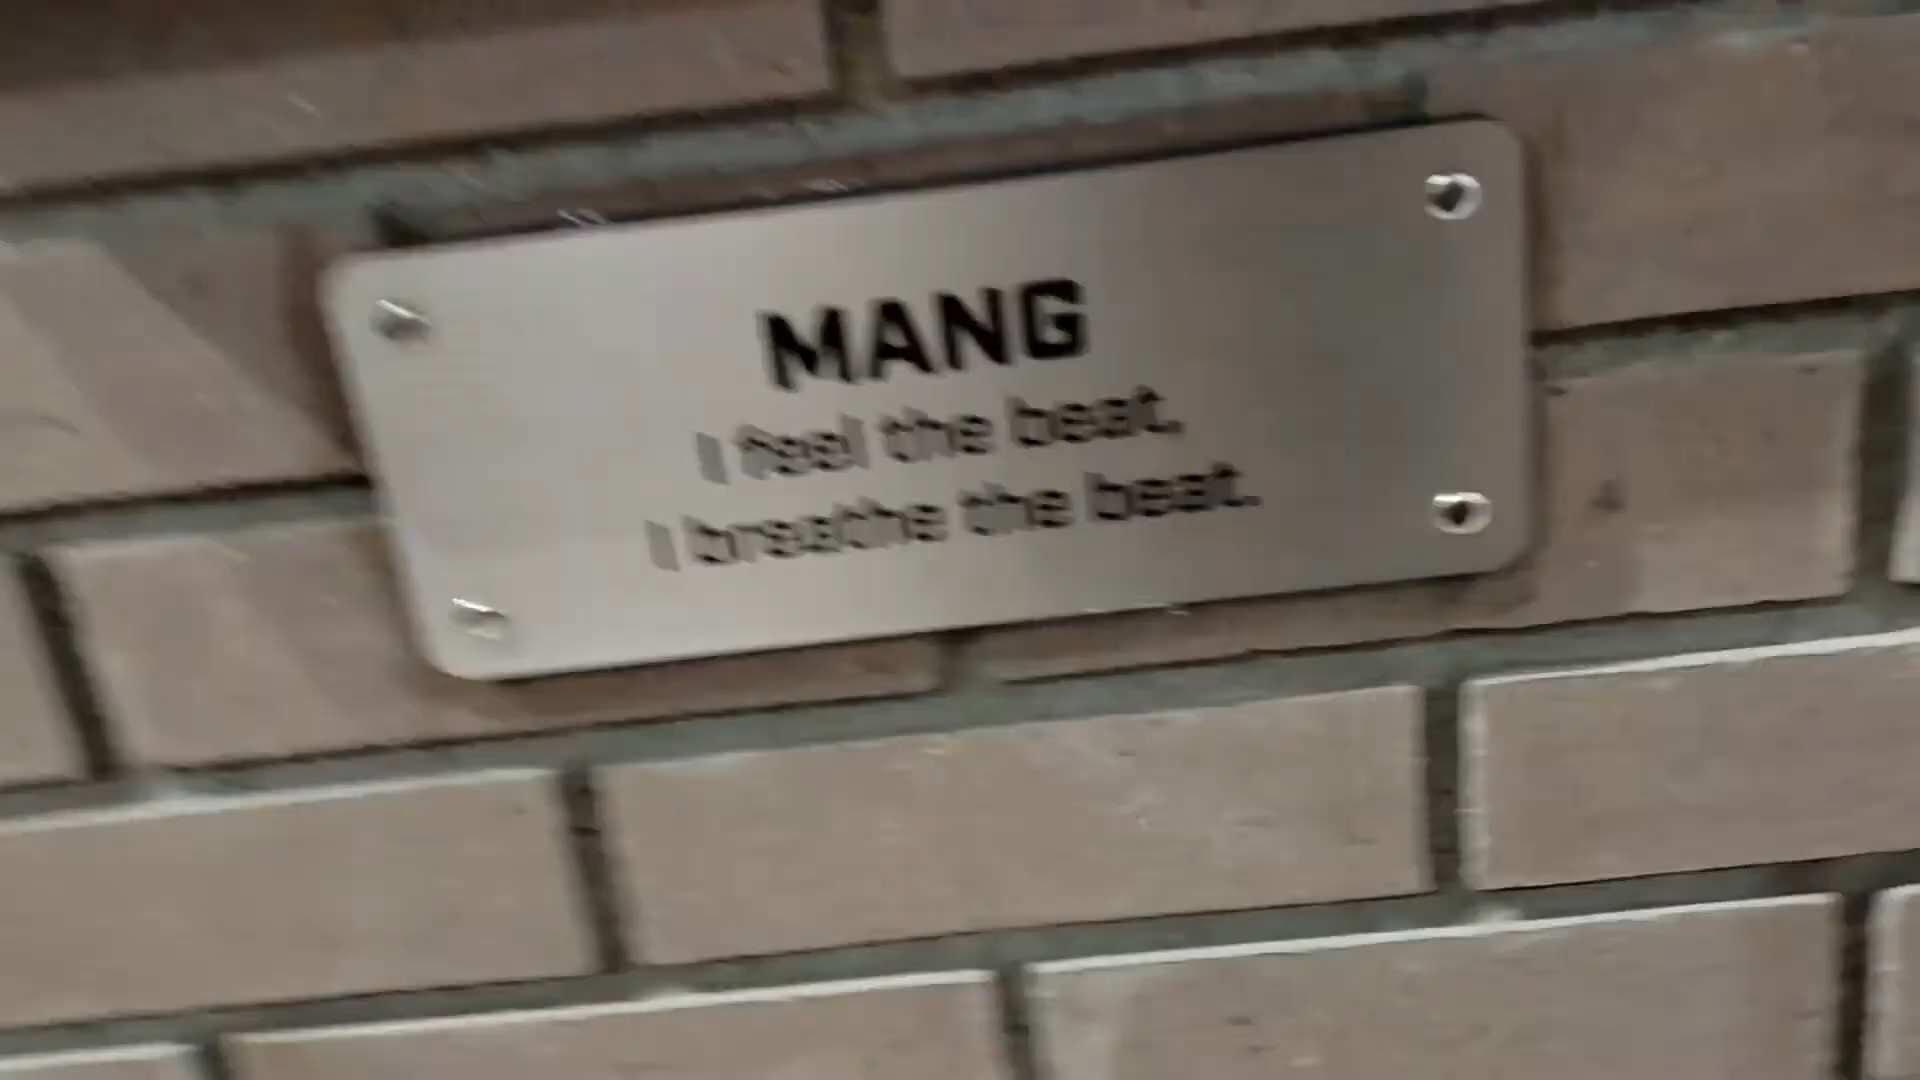 MANG
I feel the beat,
I breathe the beat.